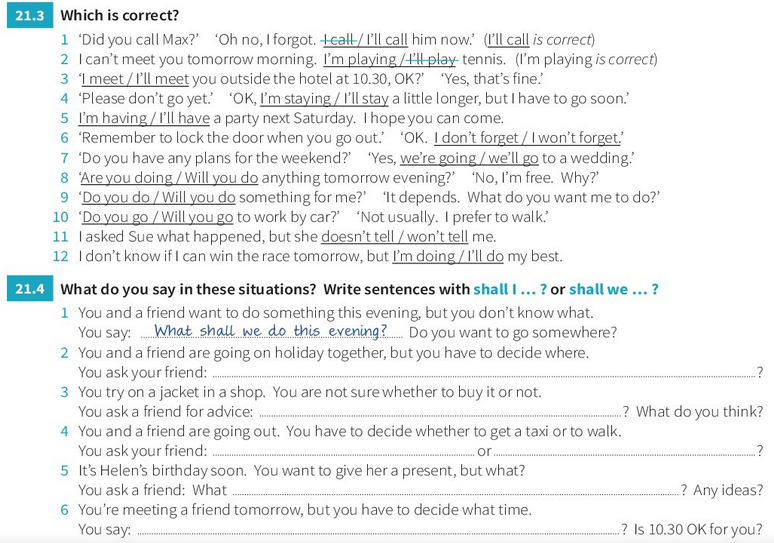 21.3 Which is correct?
1 ‘Did you call Max?’ ‘Oh no, I forgot. I call / I’ll call him now.’ (I’ll call is correct)
2 I can’t meet you tomorrow morning. I’m playing / I’ll play tennis. (I’m playing is correct)
3 ‘I meet / I’ll meet you outside the hotel at 10.30, OK?’ ‘Yes, that’s fine.’
4 ‘Please don’t go yet.’ ‘OK, I’m staying / I’ll stay a little longer, but I have to go soon.’
5 I’m having / I’ll have a party next Saturday. I hope you can come.
6 ‘Remember to lock the door when you go out.’ ‘OK. I don’t forget / I won’t forget.’
7 ‘Do you have any plans for the weekend?’ ‘Yes, we’re going / we’ll go to a wedding.’
8 ‘Are you doing / Will you do anything tomorrow evening?’ ‘No, I’m free. Why?’
9 ‘Do you do / Will you do something for me?’ ‘It depends. What do you want me to do?’
10 ‘Do you go / Will you go to work by car?’ ‘Not usually. I prefer to walk.’
11 I asked Sue what happened, but she doesn’t tell / won’t tell me.
12 I don’t know if I can win the race tomorrow, but I’m doing / I’ll do my best.
21.4 What do you say in these situations? Write sentences with shall I … ? or shall we … ?
1 You and a friend want to do something this evening, but you don’t know what.
You say: What shall we do this evening? Do you want to go somewhere?
2 You and a friend are going on holiday together, but you have to decide where.
You ask your friend: ?
3 You try on a jacket in a shop. You are not sure whether to buy it or not.
You ask a friend for advice: ? What do you think?
4 You and a friend are going out. You have to decide whether to get a taxi or to walk.
You ask your friend: or ?
5 It’s Helen’s birthday soon. You want to give her a present, but what?
You ask a friend: What ? Any ideas?
6 You’re meeting a friend tomorrow, but you have to decide what time.
You say: ? Is 10.30 OK for you?